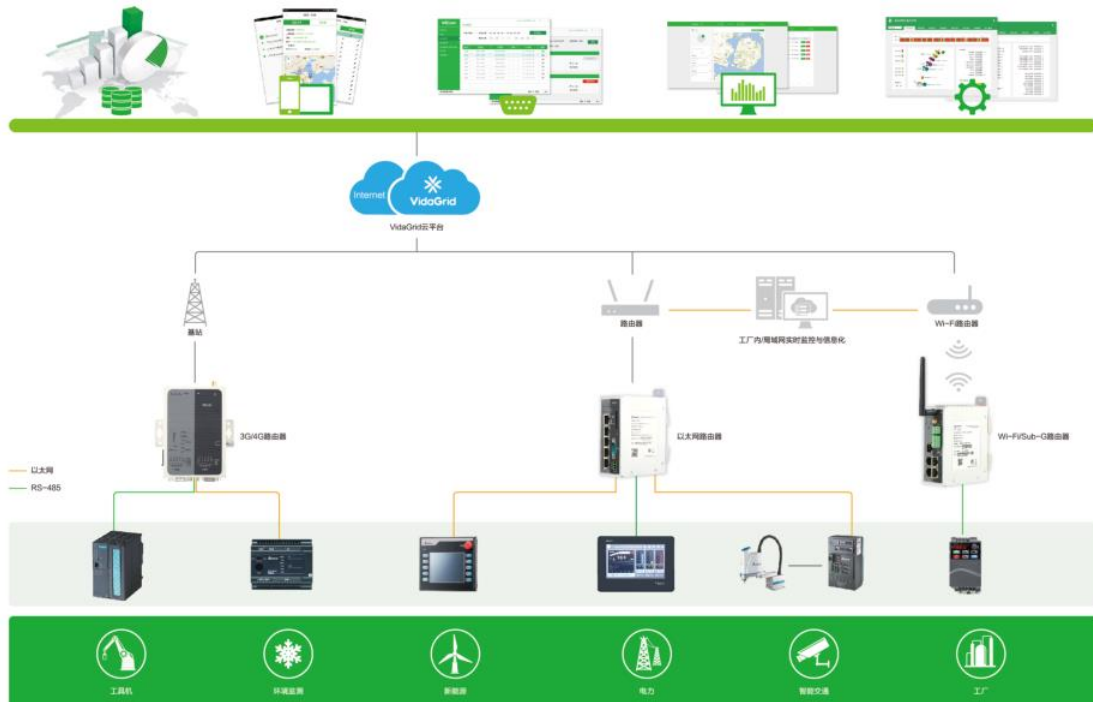 Internet
VidaGrid
VidaGrid云平台
基站
路由器
Wi-Fi路由器
工厂内/局域网实时监控与信息化
3G/4G路由器
以太网路由器
Wi-Fi/Sub-G路由器
以太网
RS-485
工具机
环境监测
新能源
电力
智能交通
工厂